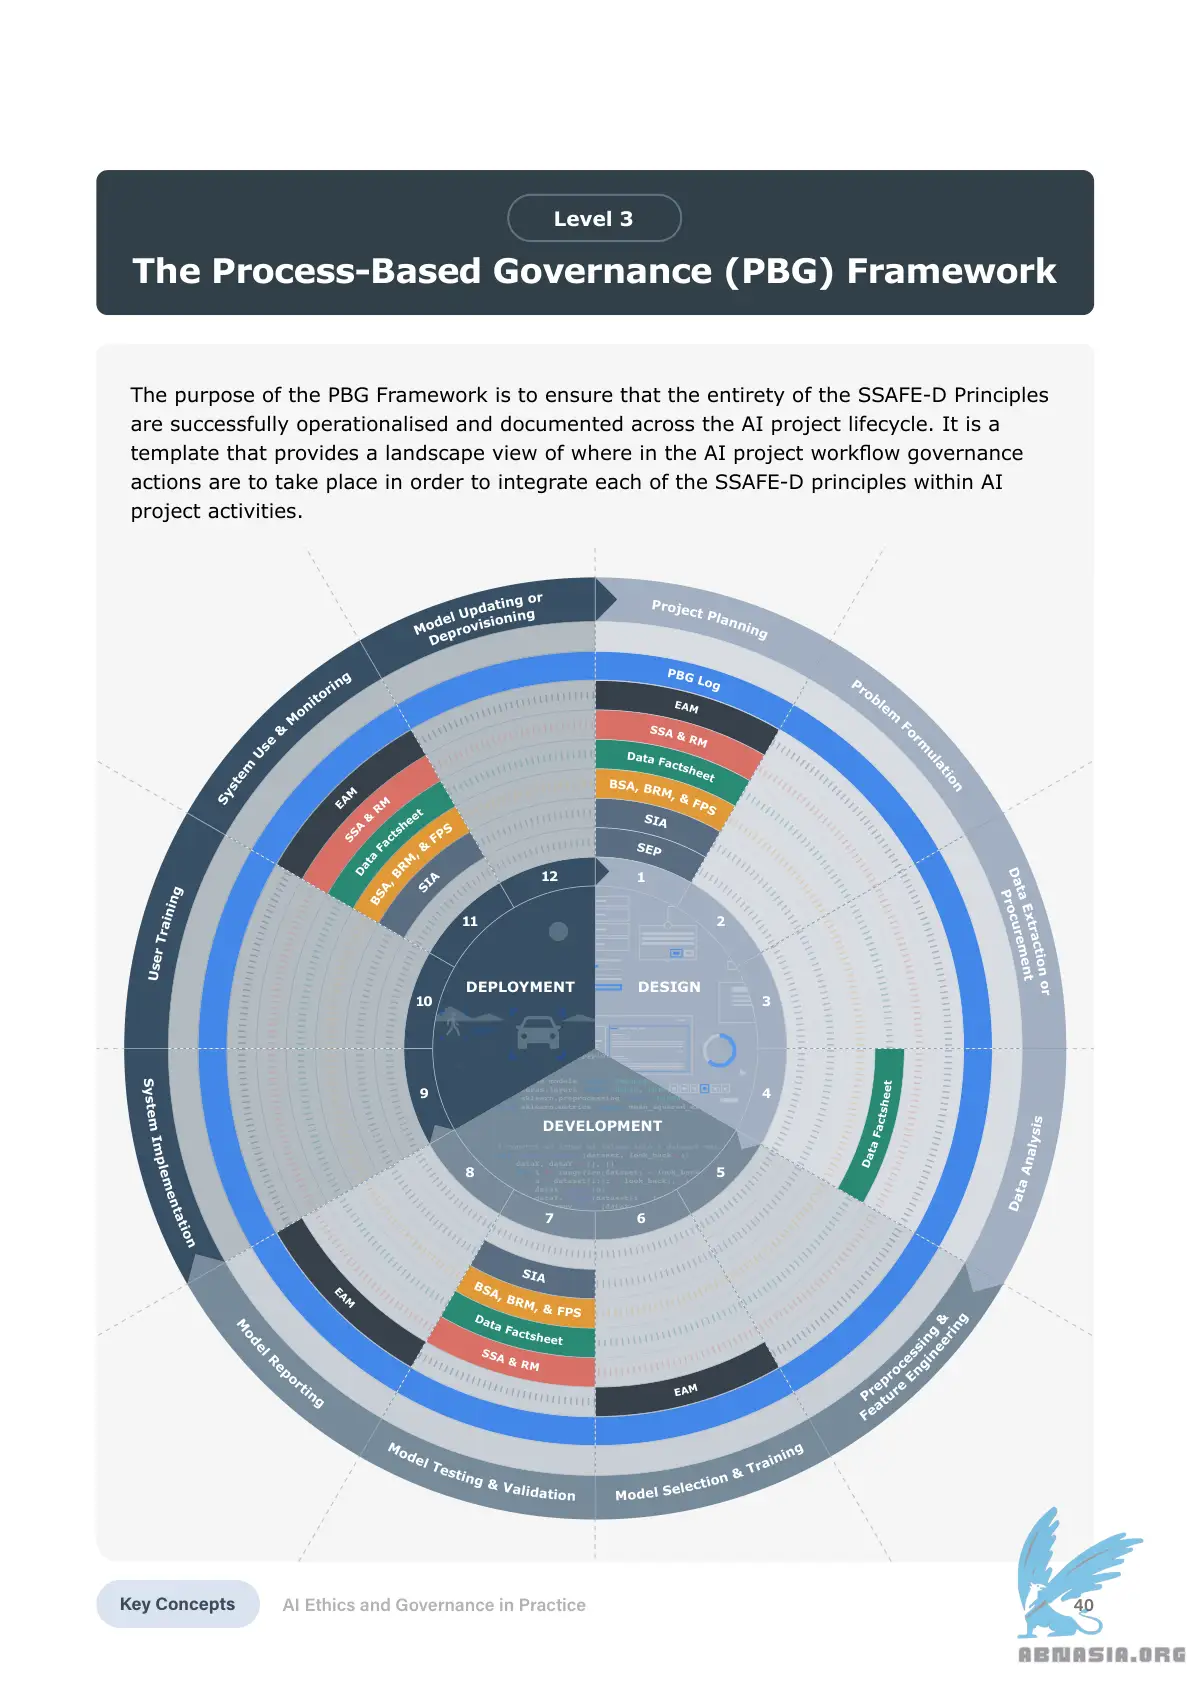 Level 3
The Process-Based Governance (PBG) Framework
The purpose of the PBG Framework is to ensure that the entirety of the SSAFE-D Principles
are successfully operationalised and documented across the AI project lifecycle. It is a
template that provides a landscape view of where in the AI project workflow governance
actions are to take place in order to integrate each of the SSAFE-D principles within AI
project activities.
Project Planning
Problem Formulation
Data Extraction or
Procurement
Data Analysis
Preprocessing &
Feature Engineering
Model Selection & Training
Model Testing & Validation
Model Reporting
System Implementation
User Training
System Use & Monitoring
Model Updating or
Deprovisioning
PBG Log
EAM
SSA & RM
Data Factsheet
BSA, BRM, & FPS
SIA
SEP
Data Factsheet
EAM
SIA
BSA, BRM, & FPS
Data Factsheet
SSA & RM
EAM
EAM
SSA & RM
Data Factsheet
BSA, BRM, & FPS
SIA
1
2
3
4
5
6
7
8
9
10
11
12
DESIGN
DEVELOPMENT
DEPLOYMENT
Key Concepts
AI Ethics and Governance in Practice
40
ABNASIA.ORG